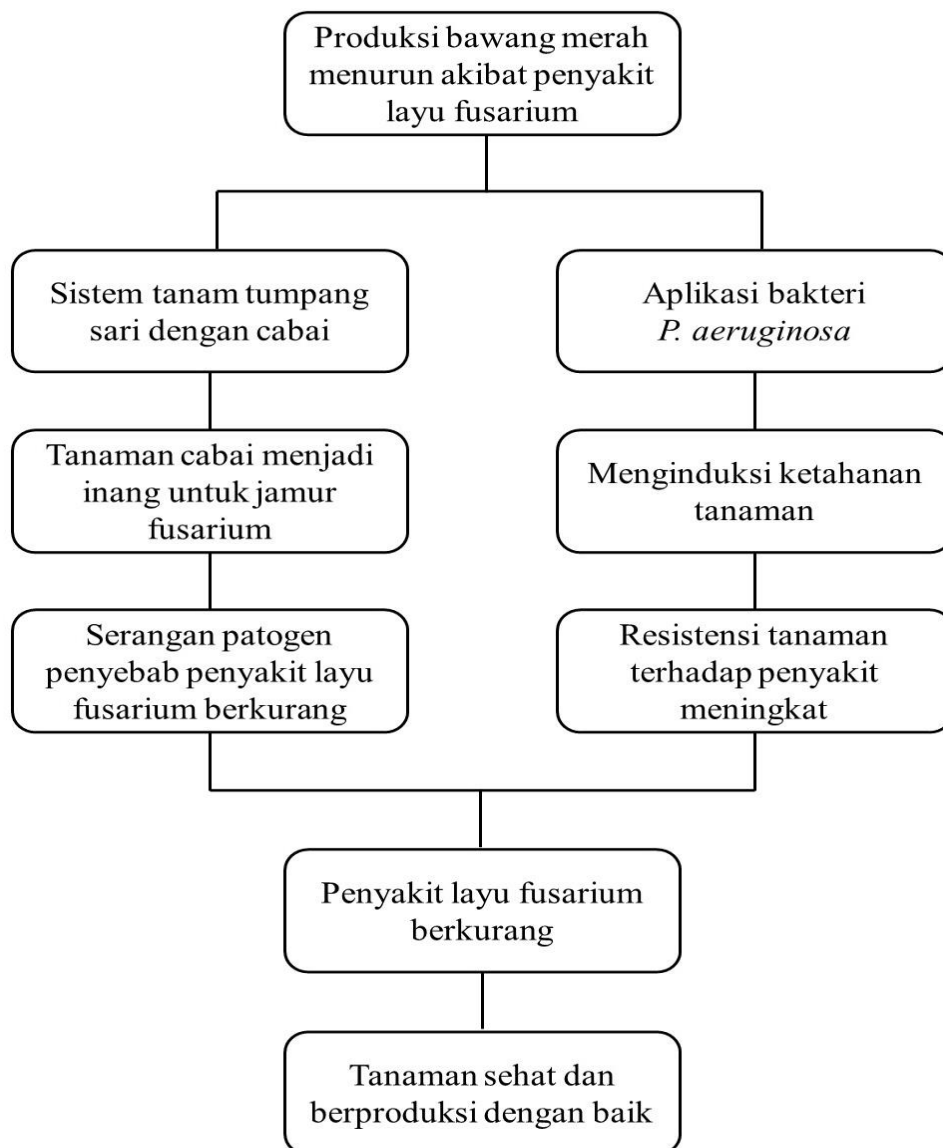 Produksi bawang merah
menurun akibat penyakit
layu fusarium
Sistem tanam tumpang
sari dengan cabai
Aplikasi bakteri
P. aeruginosa
Tanaman cabai menjadi
inang untuk jamur
fusarium
Menginduksi ketahanan
tanaman
Serangan patogen
penyebab penyakit layu
fusarium berkurang
Resistensi tanaman
terhadap penyakit
meningkat
Penyakit layu fusarium
berkurang
Tanaman sehat dan
berproduksi dengan baik